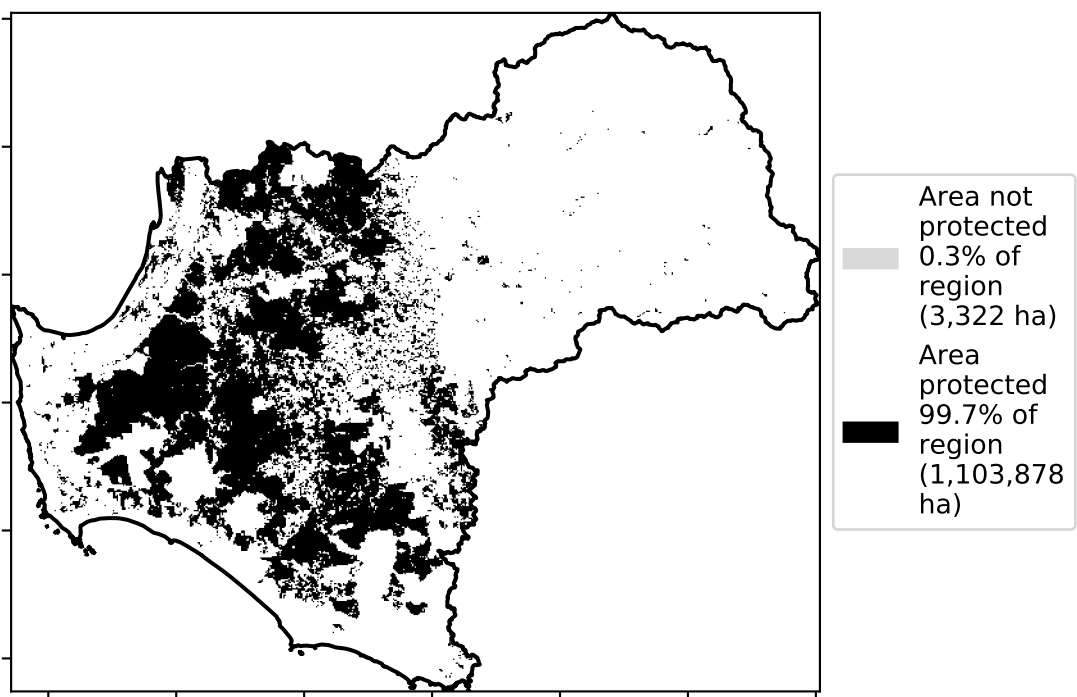 Area not
protected
0.3% of
region
(3,322 ha)
Area
protected
99.7% of
region
(1,103,878
ha)